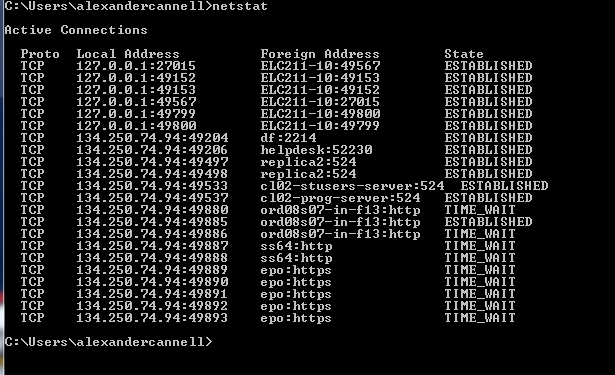 C:\Users\alexandercannell>netstat
Active Connections
Proto Local Address Foreign Address State
TCP 127.0.0.1:27015 ELC211-10:49567 ESTABLISHED
TCP 127.0.0.1:49152 ELC211-10:49153 ESTABLISHED
TCP 127.0.0.1:49153 ELC211-10:49152 ESTABLISHED
TCP 127.0.0.1:49567 ELC211-10:27015 ESTABLISHED
TCP 127.0.0.1:49799 ELC211-10:49800 ESTABLISHED
TCP 127.0.0.1:49800 ELC211-10:49799 ESTABLISHED
TCP 134.250.74.94:49204 df:2214 ESTABLISHED
TCP 134.250.74.94:49206 helpdesk:52230 ESTABLISHED
TCP 134.250.74.94:49497 replica2:524 ESTABLISHED
TCP 134.250.74.94:49498 replica2:524 ESTABLISHED
TCP 134.250.74.94:49533 cl02-stusers-server:524 ESTABLISHED
TCP 134.250.74.94:49537 cl02-prog-server:524 ESTABLISHED
TCP 134.250.74.94:49880 ord08s07-in-f13:http TIME_WAIT
TCP 134.250.74.94:49885 ord08s07-in-f13:http ESTABLISHED
TCP 134.250.74.94:49886 ord08s07-in-f13:http TIME_WAIT
TCP 134.250.74.94:49887 ss64:http TIME_WAIT
TCP 134.250.74.94:49888 ss64:http TIME_WAIT
TCP 134.250.74.94:49889 epo:https TIME_WAIT
TCP 134.250.74.94:49890 epo:https TIME_WAIT
TCP 134.250.74.94:49891 epo:https TIME_WAIT
TCP 134.250.74.94:49892 epo:https TIME_WAIT
TCP 134.250.74.94:49893 epo:https TIME_WAIT
C:\Users\alexandercannell>